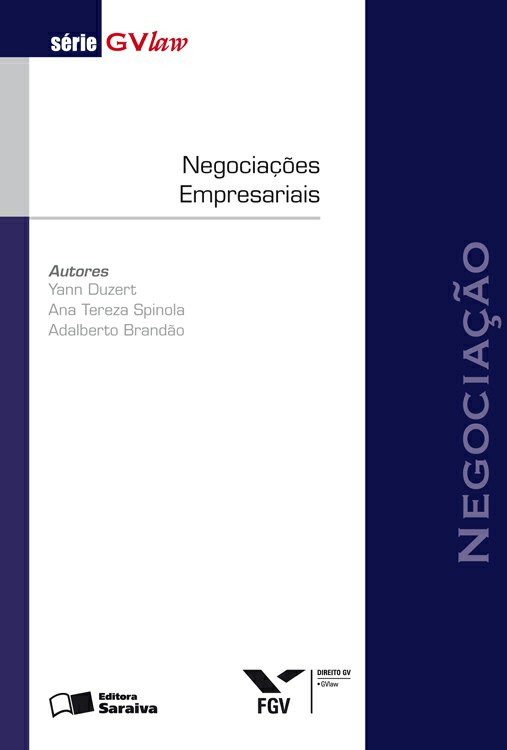 série GVlaw
Negociações
Empresariais
Autores
Yann Duzert
Ana Tereza Spinola
Adalberto Brandão
NEGOCIAÇÃO
Editora
Saraiva
FGV
DIREITO GV
• GVlaw